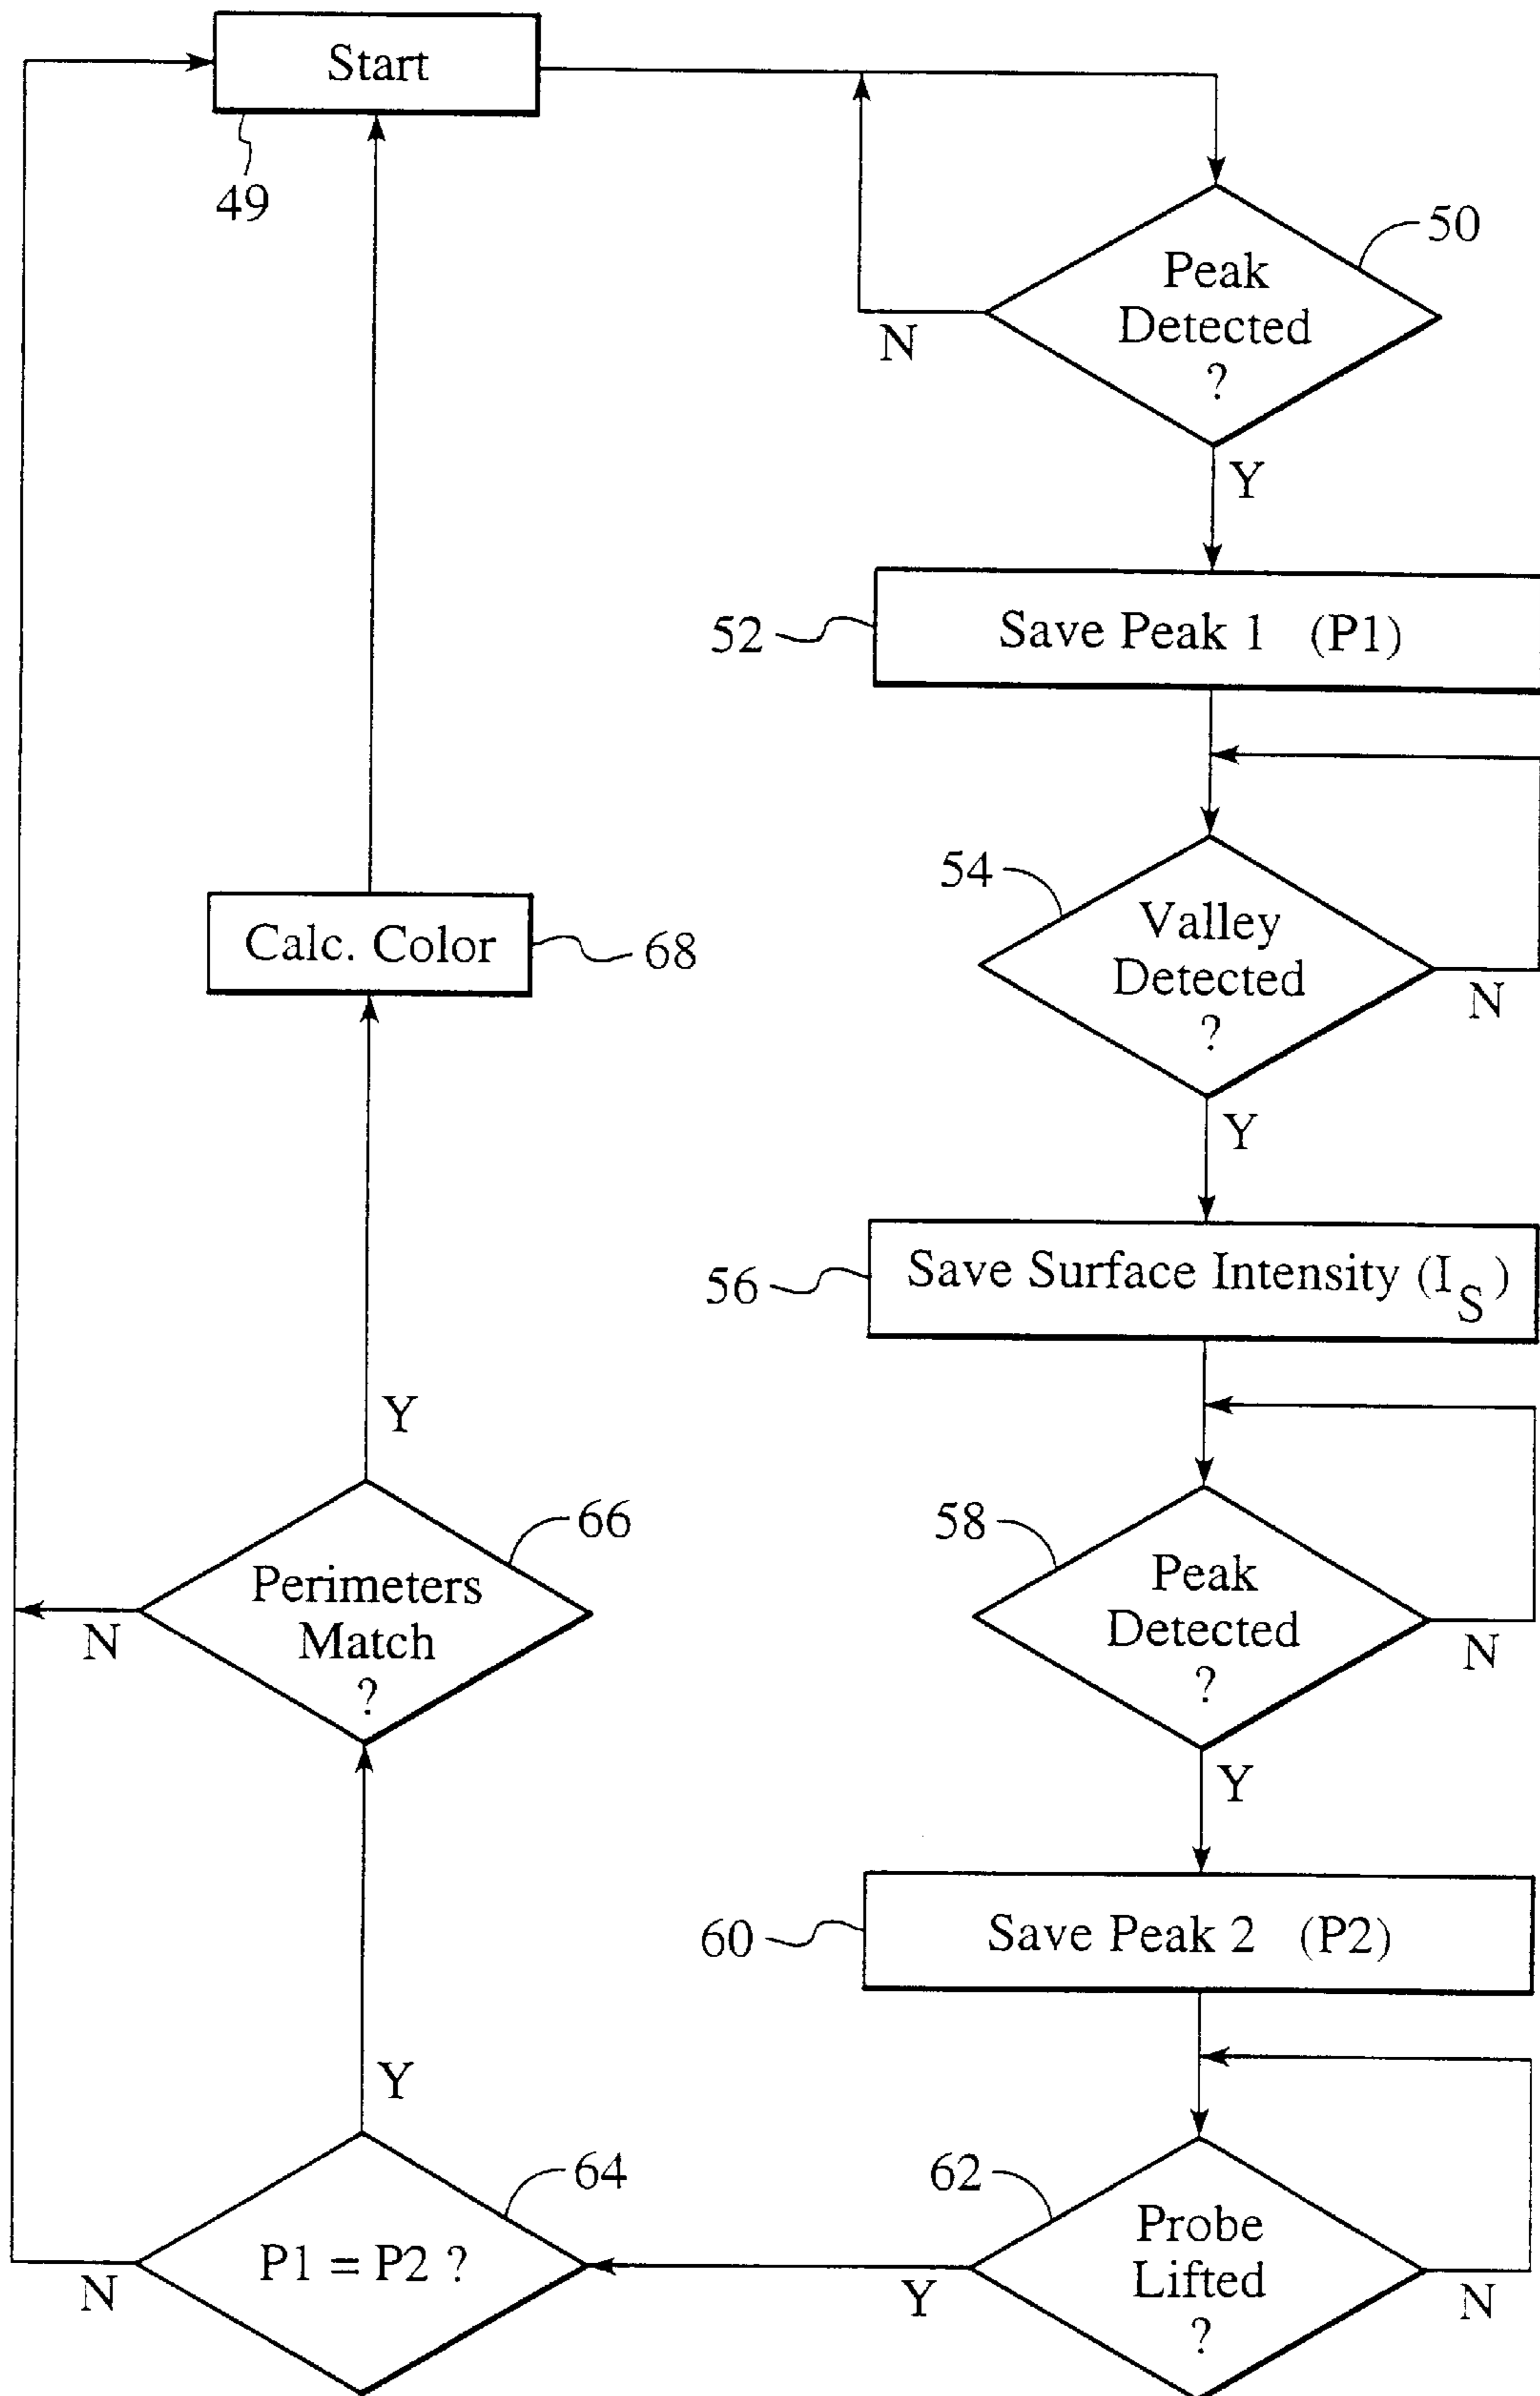 Start
49
50
Peak
Detected
?
N
Y
52
Save Peak 1 (P1)
54
Valley
Detected
?
N
Y
56
Save Surface Intensity (I_S)
58
Peak
Detected
?
N
Y
60
Save Peak 2 (P2)
62
Probe
Lifted
?
N
Y
64
P1 = P2 ?
N
Y
66
Perimeters
Match
?
N
Y
Calc. Color
68